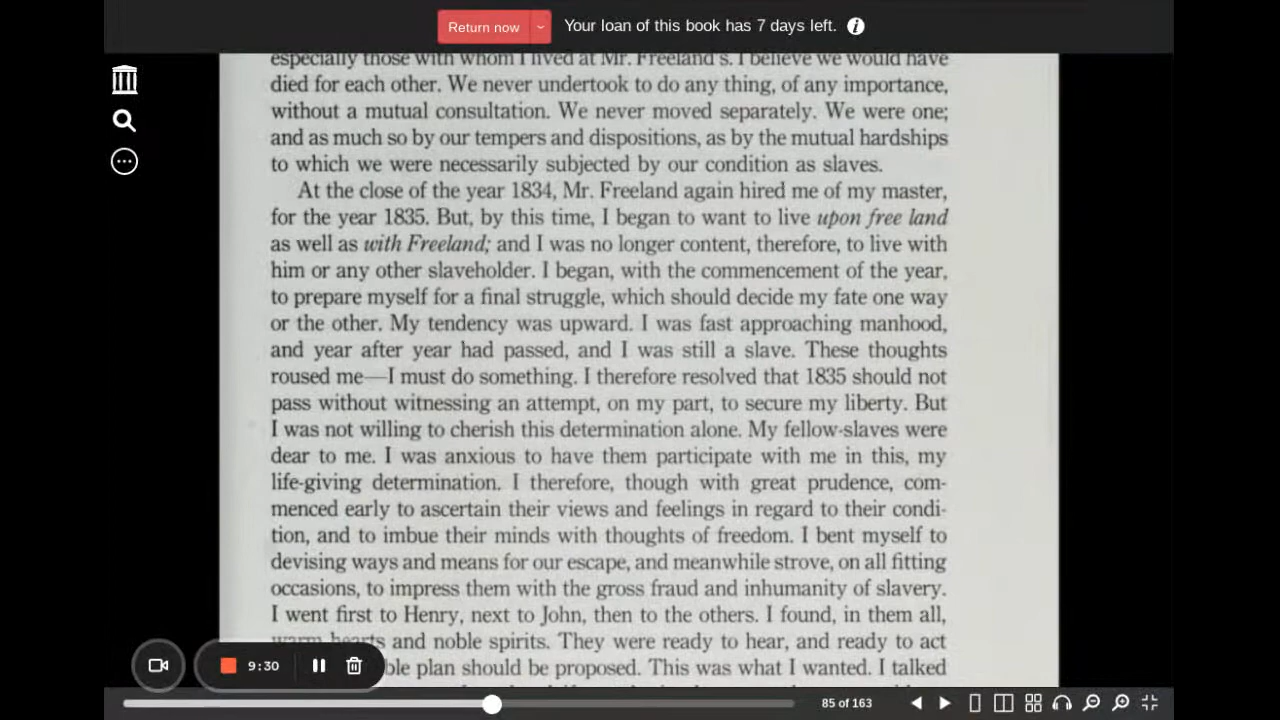 Return now
Your loan of this book has 7 days left.
especially those with whom I lived at Mr. Freeland's. I believe we would have
died for each other. We never undertook to do any thing, of any importance,
without a mutual consultation. We never moved separately. We were one;
and as much so by our tempers and dispositions, as by the mutual hardships
to which we were necessarily subjected by our condition as slaves.
At the close of the year 1834, Mr. Freeland again hired me of my master,
for the year 1835. But, by this time, I began to want to live upon free land
as well as with Freeland; and I was no longer content, therefore, to live with
him or any other slaveholder. I began, with the commencement of the year,
to prepare myself for a final struggle, which should decide my fate one way
or the other. My tendency was upward. I was fast approaching manhood,
and year after year had passed, and I was still a slave. These thoughts
roused me—I must do something. I therefore resolved that 1835 should not
pass without witnessing an attempt, on my part, to secure my liberty. But
I was not willing to cherish this determination alone. My fellow-slaves were
dear to me. I was anxious to have them participate with me in this, my
life-giving determination. I therefore, though with great prudence, com-
menced early to ascertain their views and feelings in regard to their condi-
tion, and to imbue their minds with thoughts of freedom. I bent myself to
devising ways and means for our escape, and meanwhile strove, on all fitting
occasions, to impress them with the gross fraud and inhumanity of slavery.
I went first to Henry, next to John, then to the others. I found, in them all,
warm hearts and noble spirits. They were ready to hear, and ready to act
ble plan should be proposed. This was what I wanted. I talked
9:30
85 of 163